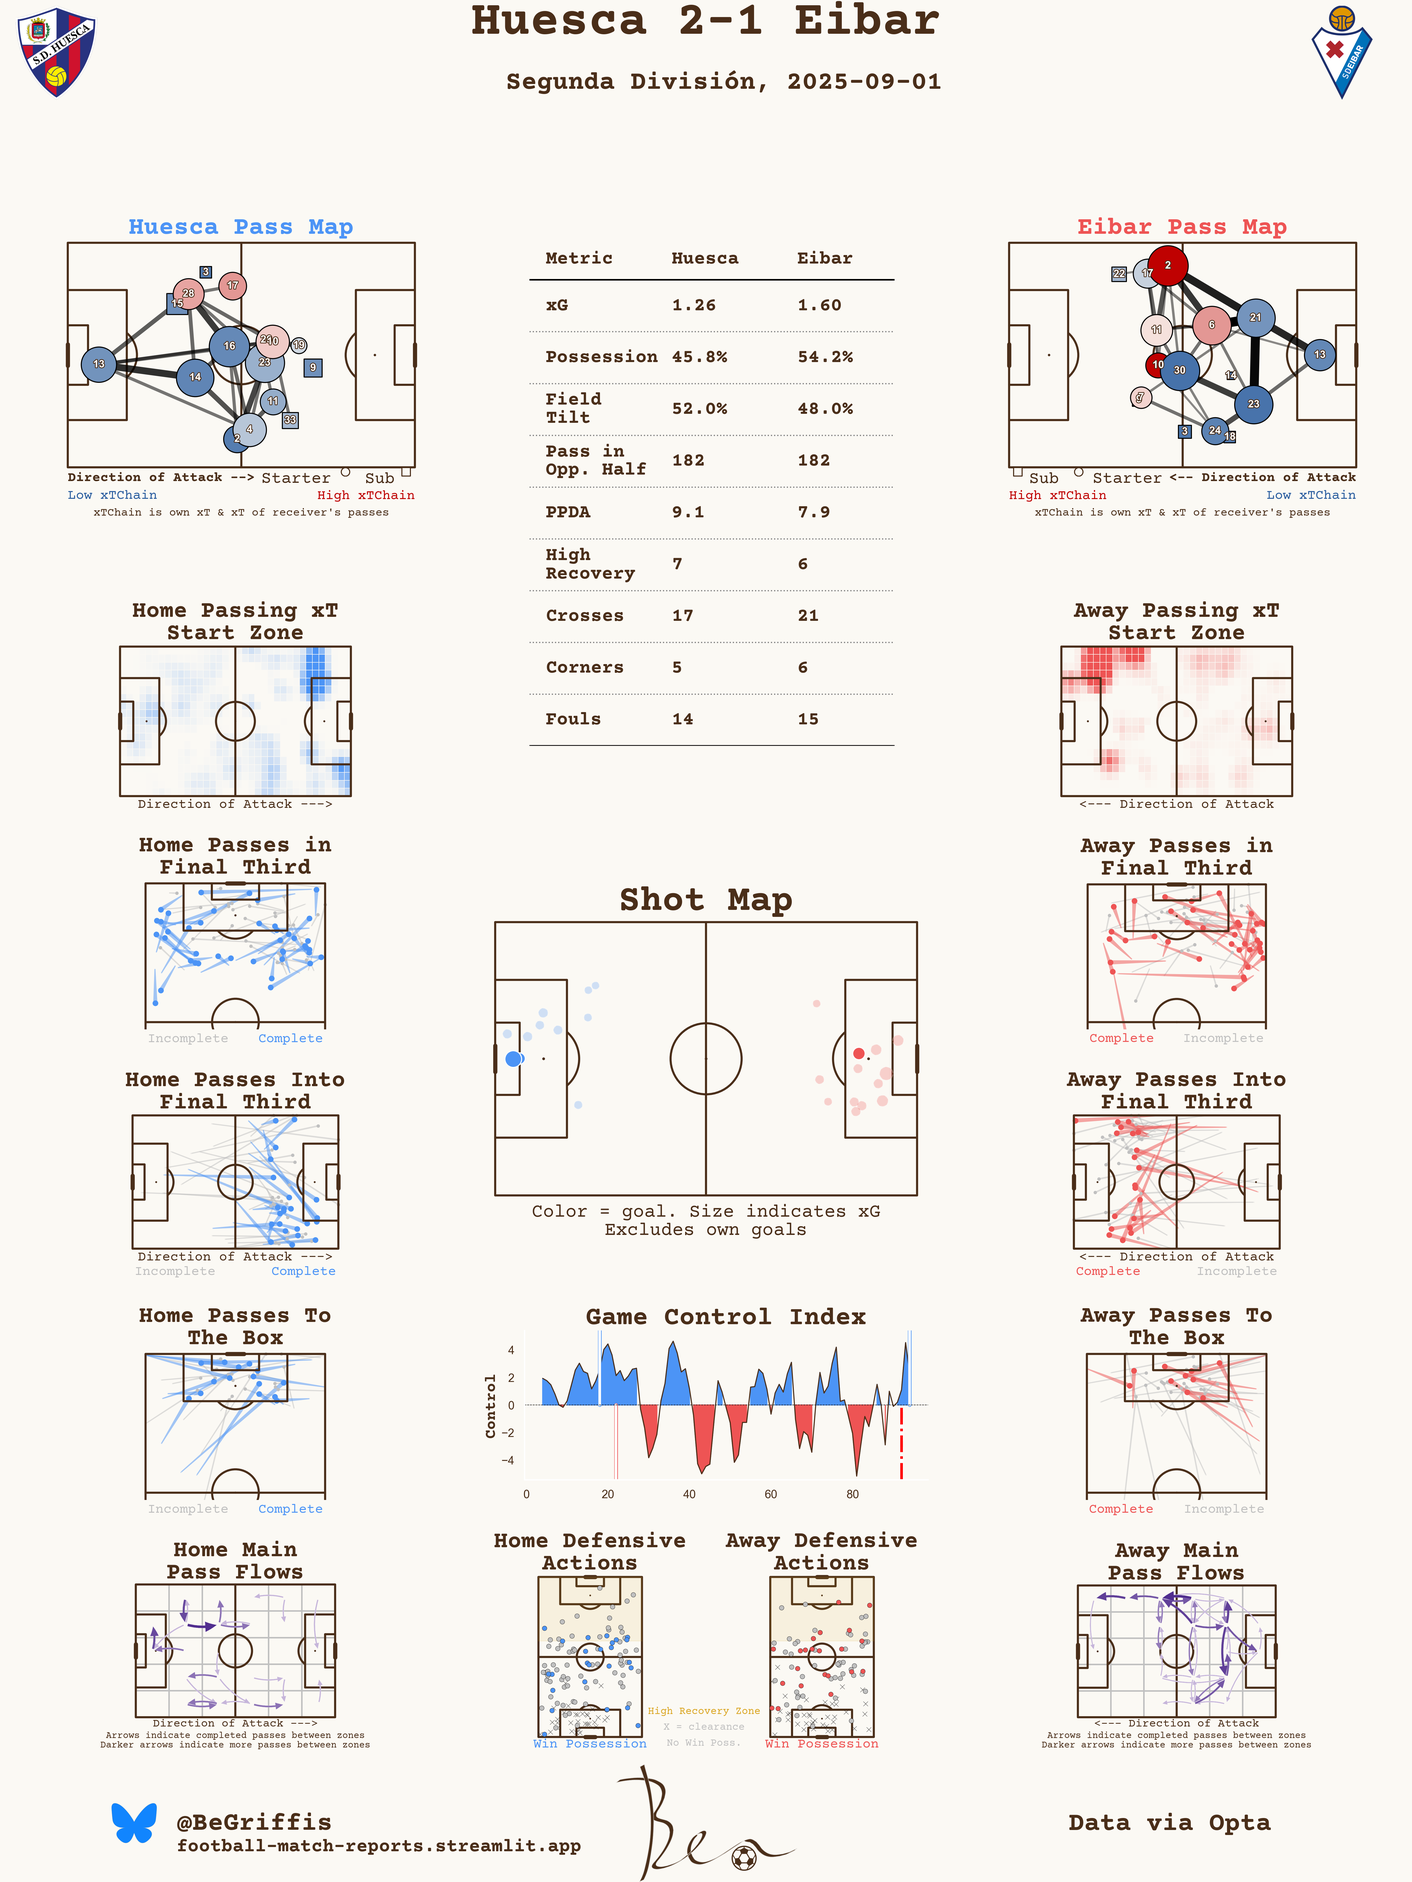 Huesca 2-1 Eibar
Segunda División, 2025-09-01
S.D. HUESCA
SDEIBAR
Huesca Pass Map
3
17
28
15
16
10
19
13
23
9
14
11
33
4
2
Direction of Attack --> Starter Sub
Low xTChain High xTChain
xTChain is own xT & xT of receiver's passes
Metric Huesca Eibar
xG 1.26 1.60
Possession 45.8% 54.2%
Field
Tilt 52.0% 48.0%
Pass in
Opp. Half 182 182
PPDA 9.1 7.9
High
Recovery 7 6
Crosses 17 21
Corners 5 6
Fouls 14 15
Eibar Pass Map
2
22
17
21
6
11
13
10
30
14
23
3
24
18
Sub Starter <-- Direction of Attack
High xTChain Low xTChain
xTChain is own xT & xT of receiver's passes
Home Passing xT
Start Zone
Direction of Attack --->
Away Passing xT
Start Zone
<--- Direction of Attack
Home Passes in
Final Third
Incomplete Complete
Away Passes in
Final Third
Complete Incomplete
Shot Map
Color = goal. Size indicates xG
Excludes own goals
Home Passes Into
Final Third
Direction of Attack --->
Incomplete Complete
Away Passes Into
Final Third
<--- Direction of Attack
Complete Incomplete
Home Passes To
The Box
Incomplete Complete
Game Control Index
Control
4
2
0
−2
−4
0 20 40 60 80
Away Passes To
The Box
Complete Incomplete
Home Main
Pass Flows
Direction of Attack --->
Arrows indicate completed passes between zones
Darker arrows indicate more passes between zones
Home Defensive
Actions
Win Possession
Away Defensive
Actions
Win Possession
High Recovery Zone
X = clearance
No Win Poss.
Away Main
Pass Flows
<--- Direction of Attack
Arrows indicate completed passes between zones
Darker arrows indicate more passes between zones
@BeGriffis
football-match-reports.streamlit.app
Ben
Data via Opta